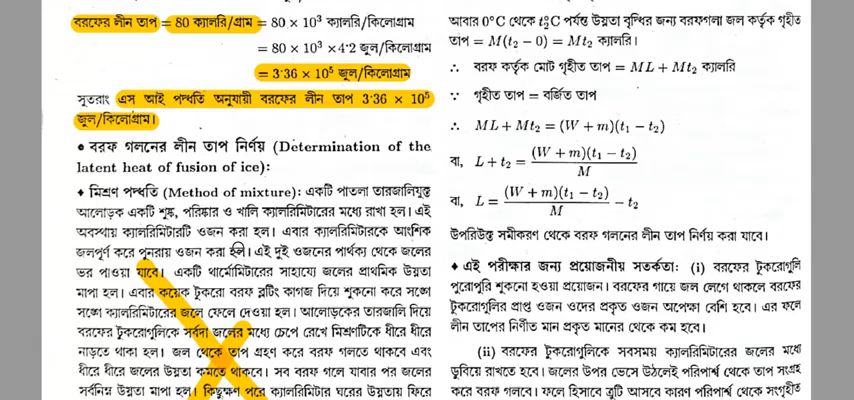 বরফের লীন তাপ = 80 ক্যালরি/গ্রাম = 80 × 10³ ক্যালরি/কিলোগ্রাম
= 80 × 10³ ×4·2 জুল/কিলোগ্রাম
= 3·36 × 10⁵ জুল/কিলোগ্রাম
সুতরাং এস আই পদ্ধতি অনুযায়ী বরফের লীন তাপ 3·36 × 10⁵
জুল/কিলোগ্রাম।
● বরফ গলনের লীন তাপ নির্ণয় (Determination of the
latent heat of fusion of ice):
♦ মিশ্রণ পদ্ধতি (Method of mixture): একটি পাতলা তারজালিযুক্ত
আলোড়ক একটি শুষ্ক, পরিষ্কার ও খালি ক্যালরিমিটারের মধ্যে রাখা হল। এই
অবস্থায় ক্যালরিমিটারটি ওজন করা হল। এবার ক্যালরিমিটারকে আংশিক
জলপূর্ণ করে পুনরায় ওজন করা হল। এই দুই ওজনের পার্থক্য থেকে জলের
ভর পাওয়া যাবে। একটি থার্মোমিটারের সাহায্যে জলের প্রাথমিক উষ্ণতা
মাপা হল। এবার কয়েক টুকরো বরফ ব্লটিং কাগজ দিয়ে শুকনো করে সঙ্গে
সঙ্গে ক্যালরিমিটারের জলে ফেলে দেওয়া হল। আলোড়কের তারজালি দিয়ে
বরফের টুকরোগুলিকে সর্বদা জলের মধ্যে চেপে রেখে মিশ্রণটিকে ধীরে ধীরে
নাড়তে থাকা হল। জল থেকে তাপ গ্রহণ করে বরফ গলতে থাকবে এবং
ধীরে ধীরে জলের উষ্ণতা কমতে থাকবে। সব বরফ গলে যাবার পর জলের
সর্বনিম্ন উষ্ণতা মাপা হল। কিছুক্ষণ পরে ক্যালরিমিটার ঘরের উষ্ণতায় ফিরে
আবার 0°C থেকে t₂°C পর্যন্ত উষ্ণতা বৃদ্ধির জন্য বরফগলা জল কর্তৃক গৃহীত
তাপ = M(t₂ − 0) = Mt₂ ক্যালরি।
∴ বরফ কর্তৃক মোট গৃহীত তাপ = ML + Mt₂ ক্যালরি
∵ গৃহীত তাপ = বর্জিত তাপ
∴ ML + Mt₂ = (W + m)(t₁ − t₂)
বা, L + t₂ = (W + m)(t₁ − t₂) / M
বা, L = (W + m)(t₁ − t₂) / M − t₂
উপরিউক্ত সমীকরণ থেকে বরফ গলনের লীন তাপ নির্ণয় করা যাবে।
♦ এই পরীক্ষার জন্য প্রয়োজনীয় সতর্কতা: (i) বরফের টুকরোগুলি
পুরোপুরি শুকনো হওয়া প্রয়োজন। বরফের গায়ে জল লেগে থাকলে বরফের
টুকরোগুলির প্রাপ্ত ওজন ওদের প্রকৃত ওজন অপেক্ষা বেশি হবে। এর ফলে
লীন তাপের নির্ণীত মান প্রকৃত মানের থেকে কম হবে।
(ii) বরফের টুকরোগুলিকে সবসময় ক্যালরিমিটারের জলের মধ্যে
ডুবিয়ে রাখতে হবে। জলের উপর ভেসে উঠলেই পরিপার্শ্ব থেকে তাপ সংগ্রহ
করে বরফ গলবে। ফলে হিসাবে ত্রুটি আসবে কারণ পরিপার্শ্ব থেকে সংগৃহীত